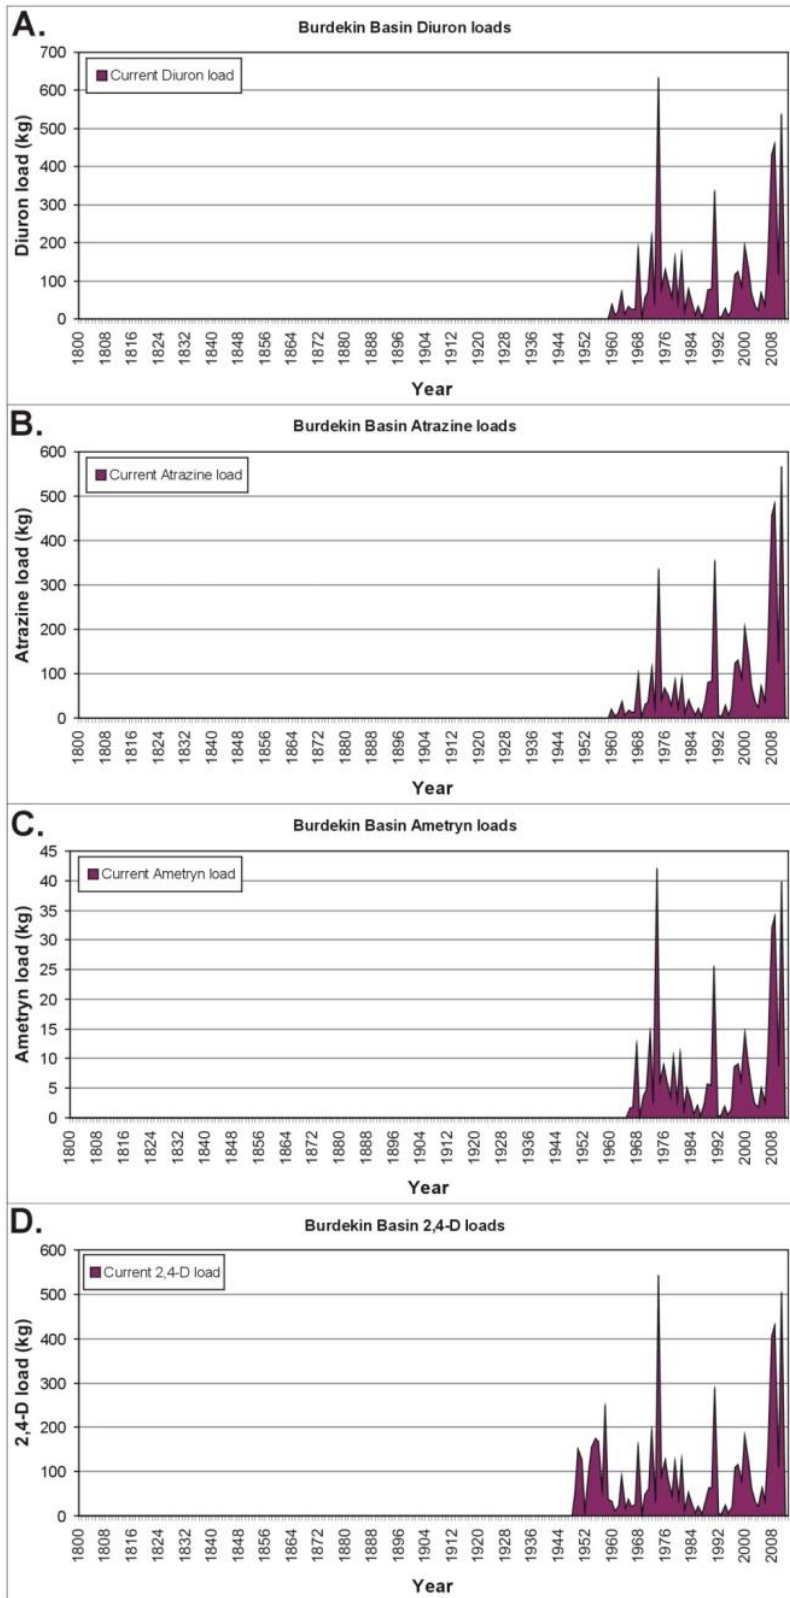 A.
Burdekin Basin Diuron loads
700
600
500
400
300
200
100
0
Diuron load (kg)
Current Diuron load
1800 1808 1816 1824 1832 1840 1848 1856 1864 1872 1880 1888 1896 1904 1912 1920 1928 1936 1944 1952 1960 1968 1976 1984 1992 2000 2008
Year
B.
Burdekin Basin Atrazine loads
600
500
400
300
200
100
0
Atrazine load (kg)
Current Atrazine load
1800 1808 1816 1824 1832 1840 1848 1856 1864 1872 1880 1888 1896 1904 1912 1920 1928 1936 1944 1952 1960 1968 1976 1984 1992 2000 2008
Year
C.
Burdekin Basin Ametryn loads
45
40
35
30
25
20
15
10
5
0
Ametryn load (kg)
Current Ametryn load
1800 1808 1816 1824 1832 1840 1848 1856 1864 1872 1880 1888 1896 1904 1912 1920 1928 1936 1944 1952 1960 1968 1976 1984 1992 2000 2008
Year
D.
Burdekin Basin 2,4-D loads
600
500
400
300
200
100
0
2,4-D load (kg)
Current 2,4-D load
1800 1808 1816 1824 1832 1840 1848 1856 1864 1872 1880 1888 1896 1904 1912 1920 1928 1936 1944 1952 1960 1968 1976 1984 1992 2000 2008
Year